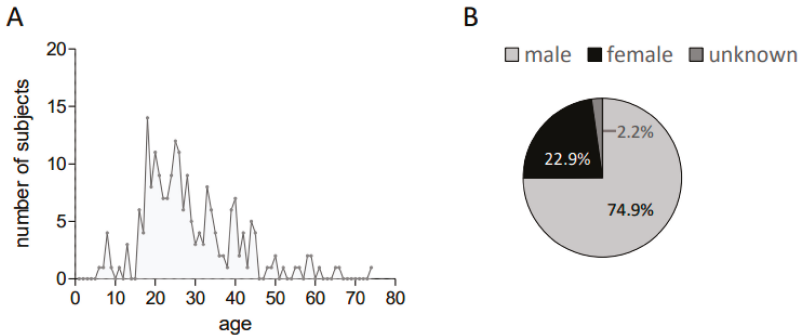 A
20
15
10
5
0
number of subjects
0 10 20 30 40 50 60 70 80
age
B
male female unknown
2.2%
22.9%
74.9%